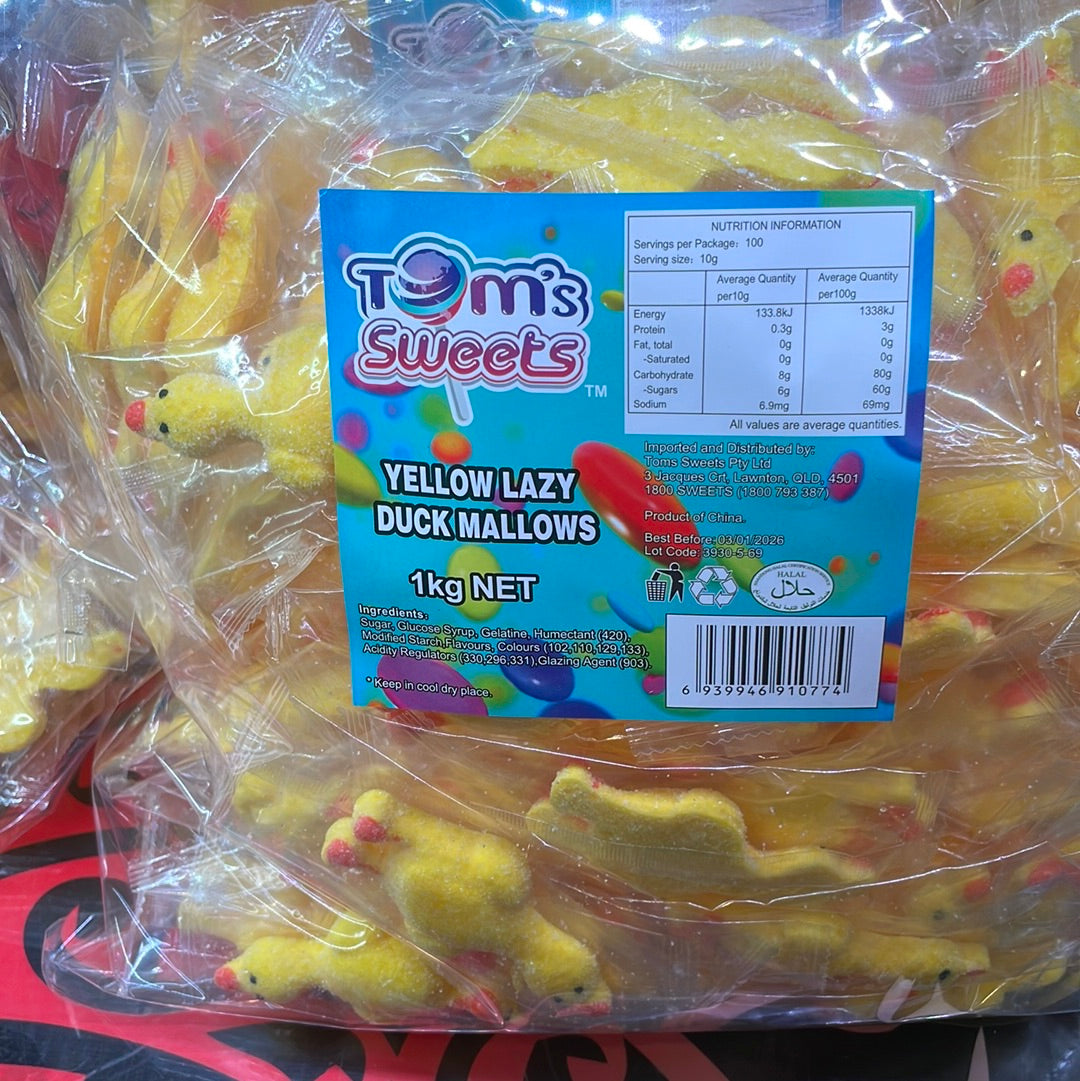 Tom's
Sweets
TM
YELLOW LAZY
DUCK MALLOWS
1kg NET
Ingredients:
Sugar, Glucose Syrup, Gelatine, Humectant (420),
Modified Starch,Flavours, Colours (102,110,129,133).
Acidity Regulators (330,296,331),Glazing Agent (903).
* Keep in cool dry place.
NUTRITION INFORMATION
Servings per Package: 100
Serving size: 10g
Average Quantity per10g Average Quantity per100g
Energy 133.8kJ 1338kJ
Protein 0.3g 3g
Fat, total 0g 0g
-Saturated 0g 0g
Carbohydrate 8g 80g
-Sugars 6g 60g
Sodium 6.9mg 69mg
All values are average quantities.
Imported and Distributed by:
Toms Sweets Pty Ltd
3 Jacques Crt, Lawnton, QLD, 4501
1800 SWEETS (1800 793 387)
Product of China.
Best Before:03/01/2026
Lot Code: 3930-5-69
HALAL
حلال
6 939946 910774